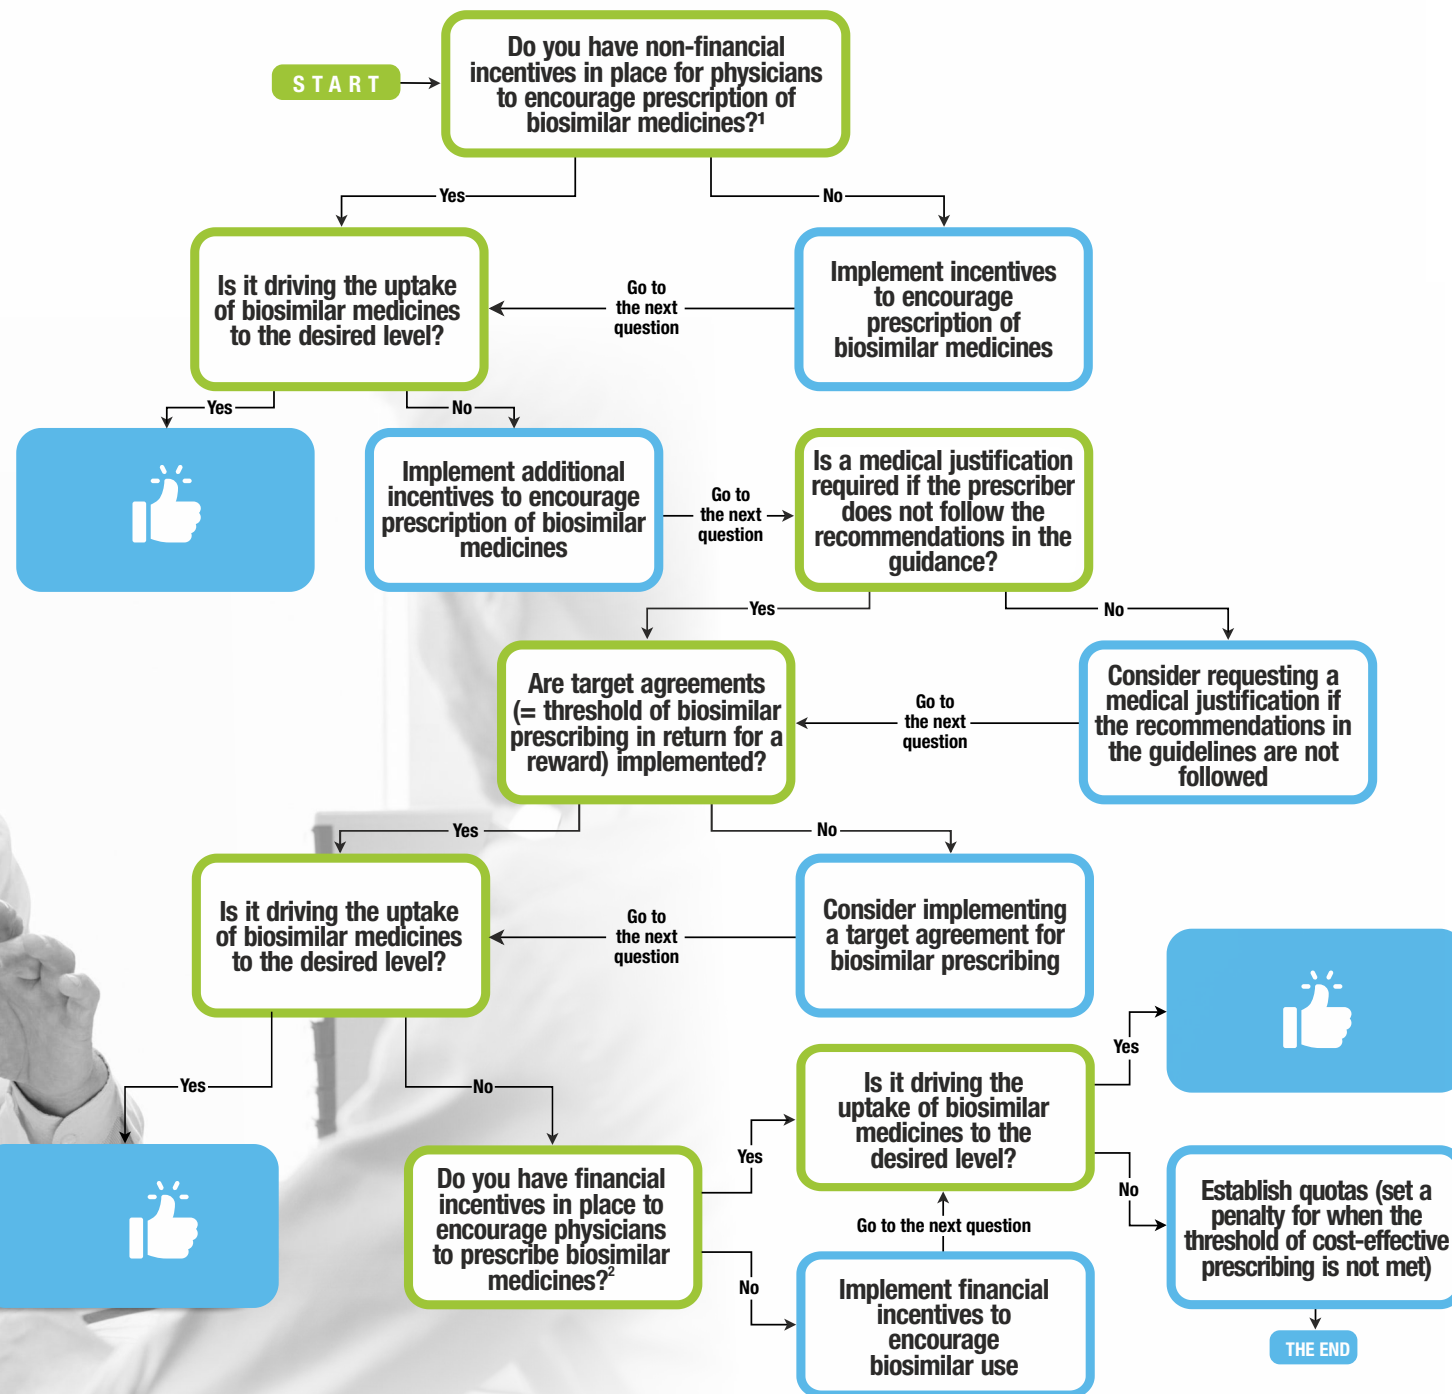 START
Do you have non-financial
incentives in place for physicians
to encourage prescription of
biosimilar medicines?¹
Yes
No
Is it driving the uptake
of biosimilar medicines
to the desired level?
Go to
the next
question
Implement incentives
to encourage
prescription of
biosimilar medicines
Yes
No
Implement additional
incentives to encourage
prescription of biosimilar
medicines
Go to
the next
question
Is a medical justification
required if the prescriber
does not follow the
recommendations in the
guidance?
Yes
No
Are target agreements
(= threshold of biosimilar
prescribing in return for a
reward) implemented?
Go to
the next
question
Consider requesting a
medical justification if
the recommendations in
the guidelines are not
followed
Yes
No
Is it driving the uptake
of biosimilar medicines
to the desired level?
Go to
the next
question
Consider implementing
a target agreement for
biosimilar prescribing
Yes
No
Do you have financial
incentives in place to
encourage physicians
to prescribe biosimilar
medicines?²
Yes
No
Is it driving the
uptake of biosimilar
medicines to the
desired level?
Yes
No
Go to the next question
Implement financial
incentives to
encourage
biosimilar use
Establish quotas (set a
penalty for when the
threshold of cost-effective
prescribing is not met)
THE END